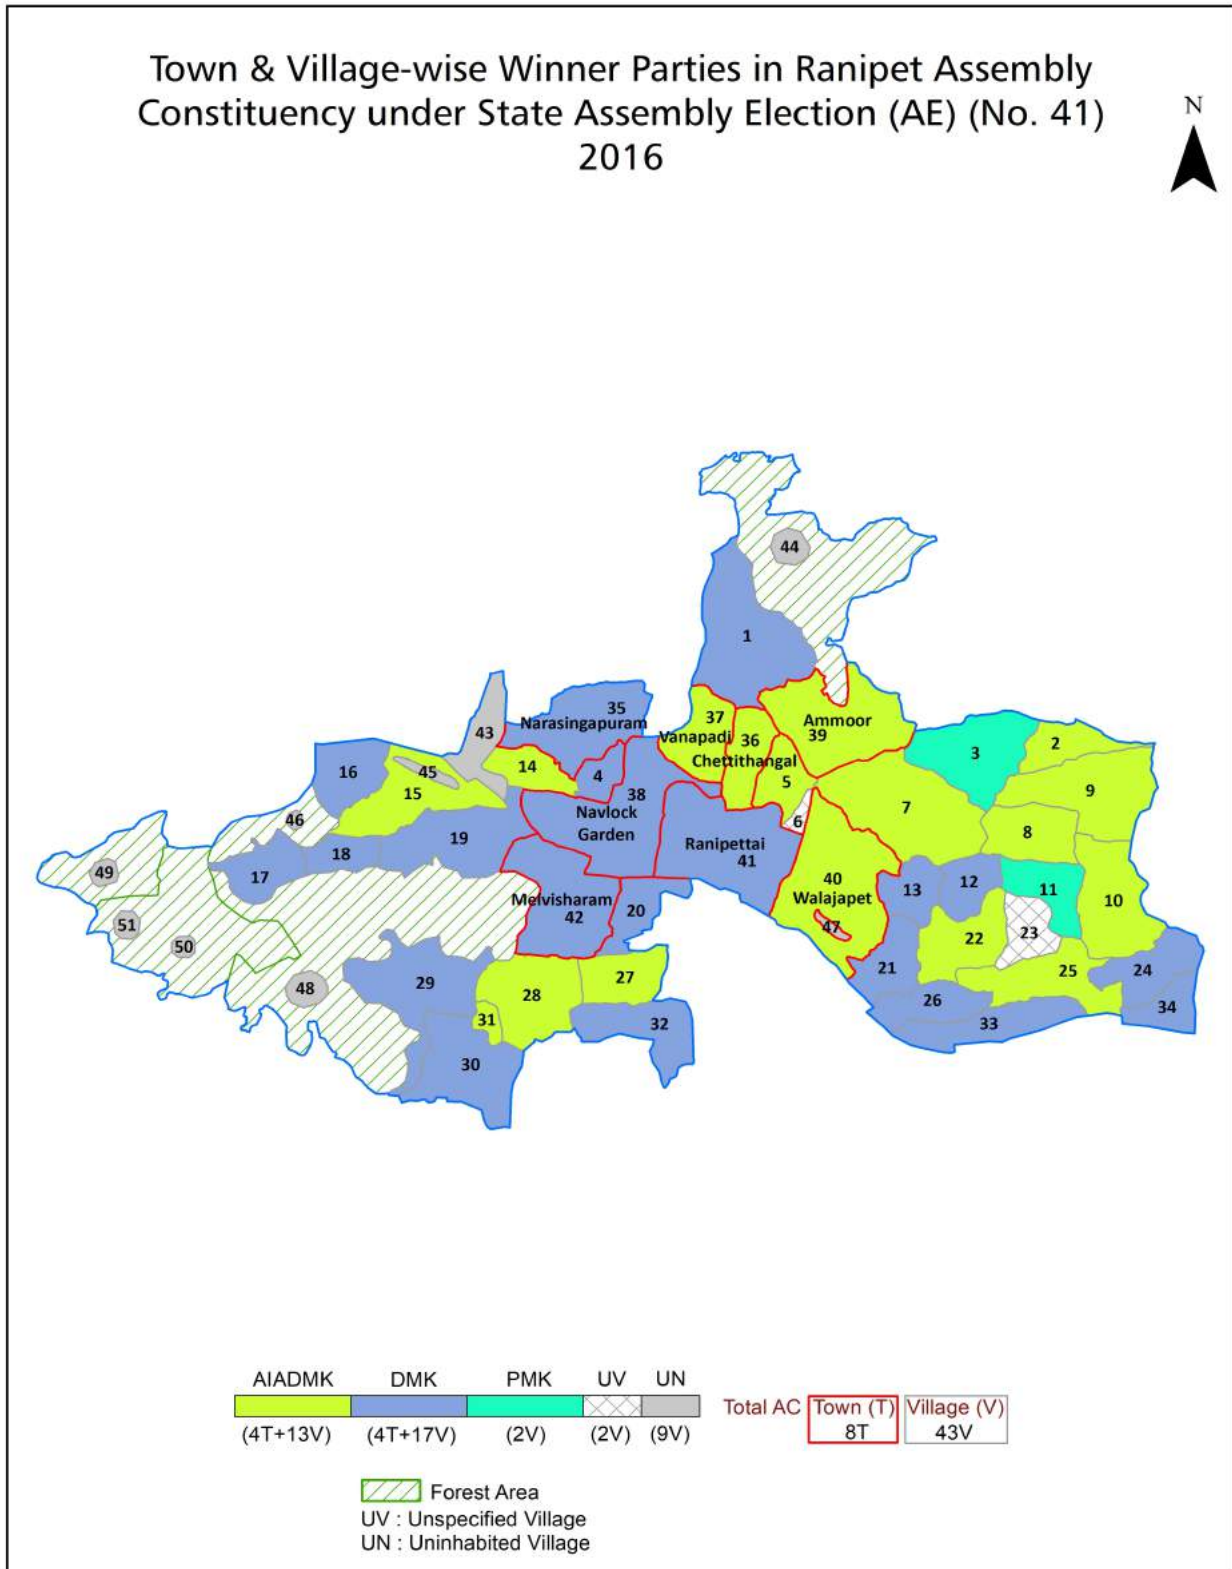 Town & Village-wise Winner Parties in Ranipet Assembly
Constituency under State Assembly Election (AE) (No. 41)
2016
N
44
1
35
Narasingapuram
37
Vanapadi
36
Chettithangal
Ammoor
39
43
14
4
5
3
2
16
45
15
38
Navlock
Garden
6
7
9
46
19
18
Ranipettai
41
8
49
17
40
Walajapet
13
12
11
10
Melvisharam
42
20
47
51
50
22
23
48
29
28
27
21
25
24
31
32
26
33
34
30
AIADMK DMK PMK UV UN
(4T+13V) (4T+17V) (2V) (2V) (9V)
Total AC Town (T) Village (V)
8T 43V
Forest Area
UV : Unspecified Village
UN : Uninhabited Village